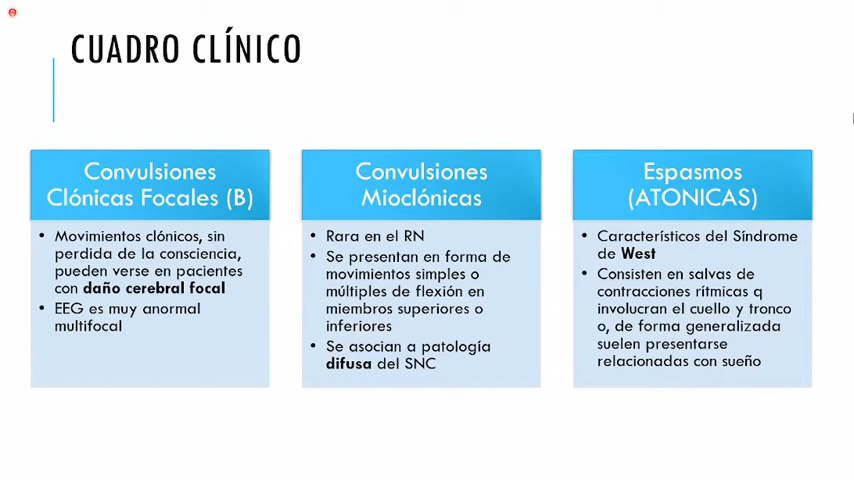 CUADRO CLÍNICO
Convulsiones
Clónicas Focales (B)
• Movimientos clónicos, sin
perdida de la consciencia,
pueden verse en pacientes
con daño cerebral focal
• EEG es muy anormal
multifocal
Convulsiones
Mioclónicas
• Rara en el RN
• Se presentan en forma de
movimientos simples o
múltiples de flexión en
miembros superiores o
inferiores
• Se asocian a patología
difusa del SNC
Espasmos
(ATONICAS)
• Característicos del Síndrome
de West
• Consisten en salvas de
contracciones rítmicas q
involucran el cuello y tronco
o, de forma generalizada
suelen presentarse
relacionadas con sueño